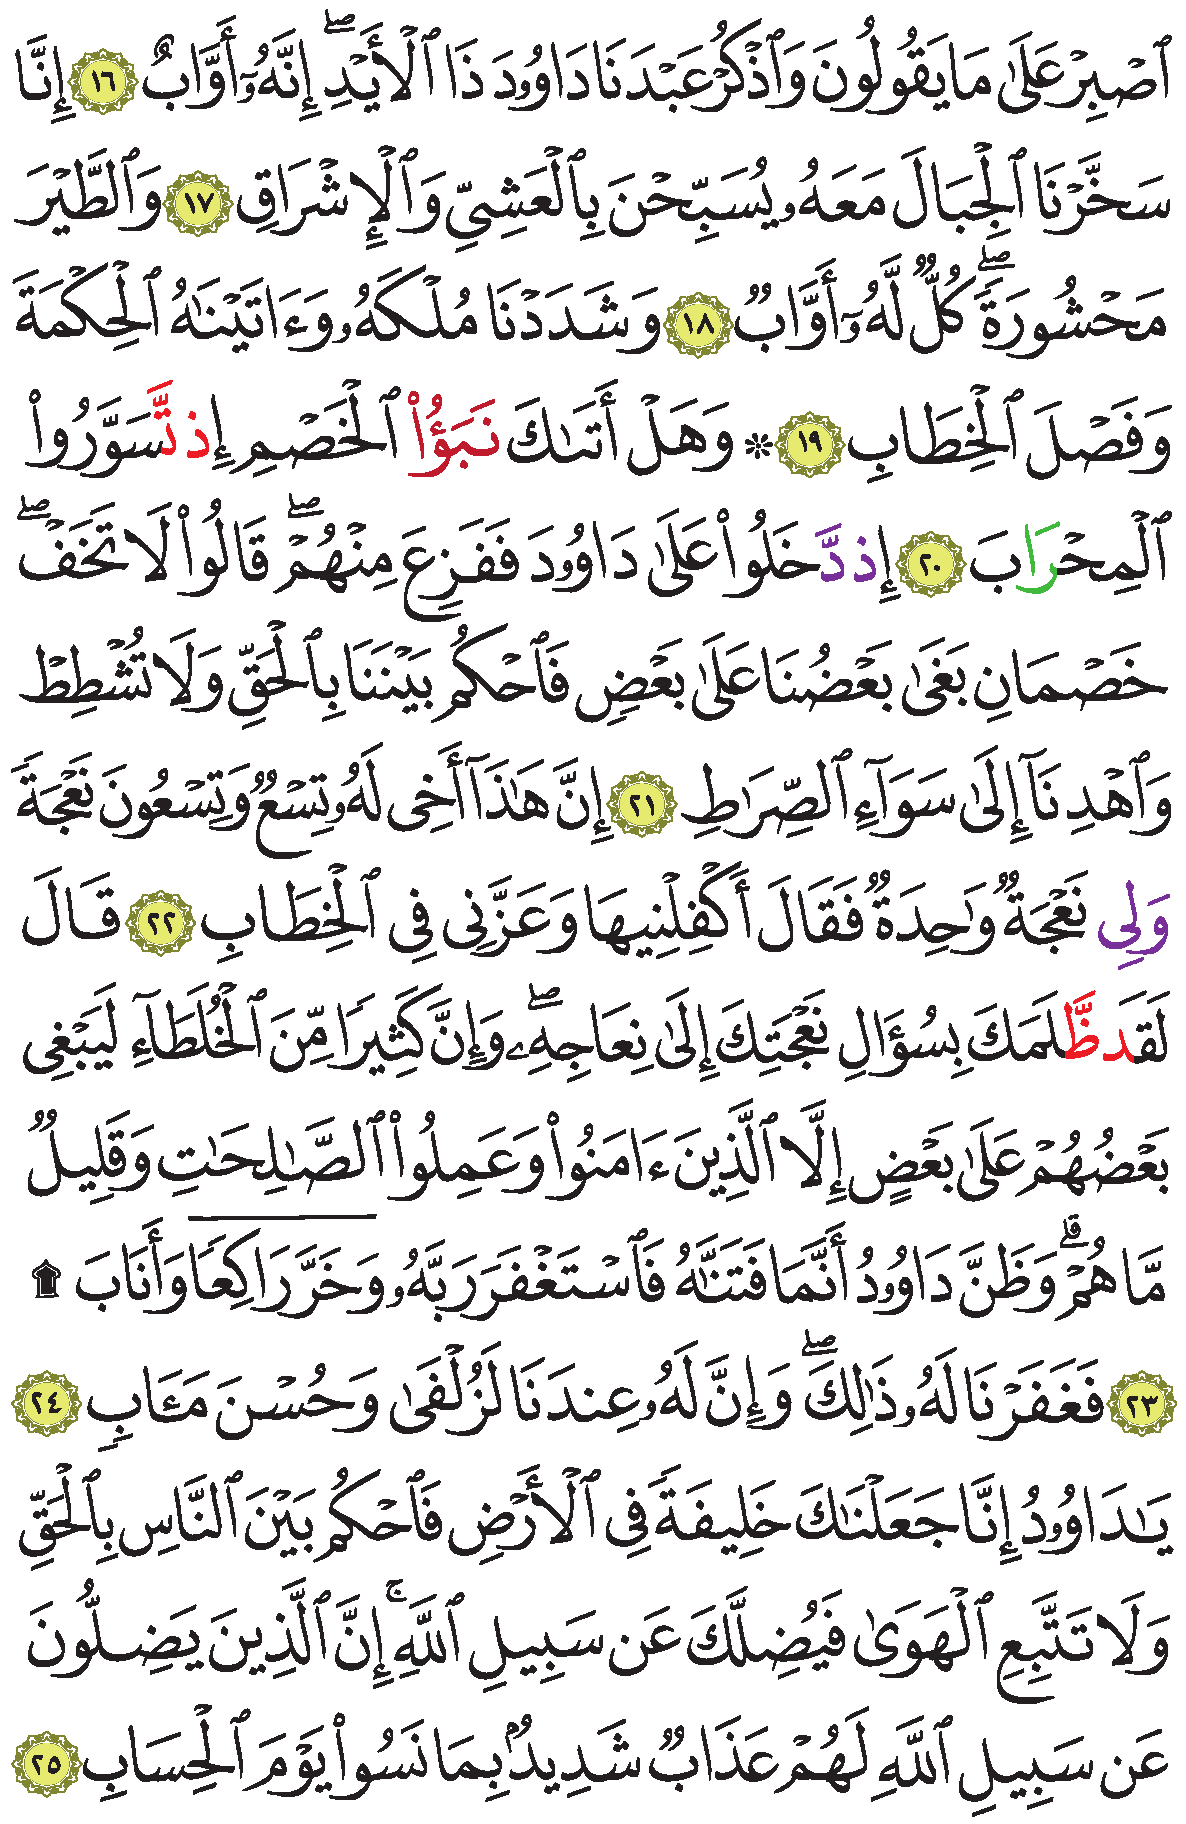 ٱصۡبِرۡ عَلَىٰ مَا يَقُولُونَ وَٱذۡكُرۡ عَبۡدَنَا دَاوُۥدَ ذَا ٱلۡأَيۡدِۖ إِنَّهُۥٓ أَوَّابٌ ١٦ إِنَّا
سَخَّرۡنَا ٱلۡجِبَالَ مَعَهُۥ يُسَبِّحۡنَ بِٱلۡعَشِيِّ وَٱلۡإِشۡرَاقِ ١٧ وَٱلطَّيۡرَ
مَحۡشُورَةٗۖ كُلّٞ لَّهُۥٓ أَوَّابٞ ١٨ وَشَدَدۡنَا مُلۡكَهُۥ وَءَاتَيۡنَٰهُ ٱلۡحِكۡمَةَ
وَفَصۡلَ ٱلۡخِطَابِ ١٩ ۞ وَهَلۡ أَتَىٰكَ نَبَؤُاْ ٱلۡخَصۡمِ إِذ تَّسَوَّرُواْ
ٱلۡمِحۡرَابَ ٢٠ إِذ دَّخَلُواْ عَلَىٰ دَاوُۥدَ فَفَزِعَ مِنۡهُمۡۖ قَالُواْ لَا تَخَفۡۖ
خَصۡمَانِ بَغَىٰ بَعۡضُنَا عَلَىٰ بَعۡضٖ فَٱحۡكُم بَيۡنَنَا بِٱلۡحَقِّ وَلَا تُشۡطِطۡ
وَٱهۡدِنَآ إِلَىٰ سَوَآءِ ٱلصِّرَٰطِ ٢١ إِنَّ هَٰذَآ أَخِي لَهُۥ تِسۡعٞ وَتِسۡعُونَ نَعۡجَةٗ
وَلِي نَعۡجَةٞ وَٰحِدَةٞ فَقَالَ أَكۡفِلۡنِيهَا وَعَزَّنِي فِي ٱلۡخِطَابِ ٢٢ قَالَ
لَقَد ظَّلَمَكَ بِسُؤَالِ نَعۡجَتِكَ إِلَىٰ نِعَاجِهِۦۖ وَإِنَّ كَثِيرٗا مِّنَ ٱلۡخُلَطَآءِ لَيَبۡغِي
بَعۡضُهُمۡ عَلَىٰ بَعۡضٍ إِلَّا ٱلَّذِينَ ءَامَنُواْ وَعَمِلُواْ ٱلصَّٰلِحَٰتِ وَقَلِيلٞ
مَّا هُمۡۗ وَظَنَّ دَاوُۥدُ أَنَّمَا فَتَنَّٰهُ فَٱسۡتَغۡفَرَ رَبَّهُۥ وَخَرَّ رَاكِعٗا وَأَنَابَ ۩
٢٣ فَغَفَرۡنَا لَهُۥ ذَٰلِكَۖ وَإِنَّ لَهُۥ عِندَنَا لَزُلۡفَىٰ وَحُسۡنَ مَـَٔابٖ ٢٤
يَٰدَاوُۥدُ إِنَّا جَعَلۡنَٰكَ خَلِيفَةٗ فِي ٱلۡأَرۡضِ فَٱحۡكُم بَيۡنَ ٱلنَّاسِ بِٱلۡحَقِّ
وَلَا تَتَّبِعِ ٱلۡهَوَىٰ فَيُضِلَّكَ عَن سَبِيلِ ٱللَّهِۚ إِنَّ ٱلَّذِينَ يَضِلُّونَ
عَن سَبِيلِ ٱللَّهِ لَهُمۡ عَذَابٞ شَدِيدُۢ بِمَا نَسُواْ يَوۡمَ ٱلۡحِسَابِ ٢٥